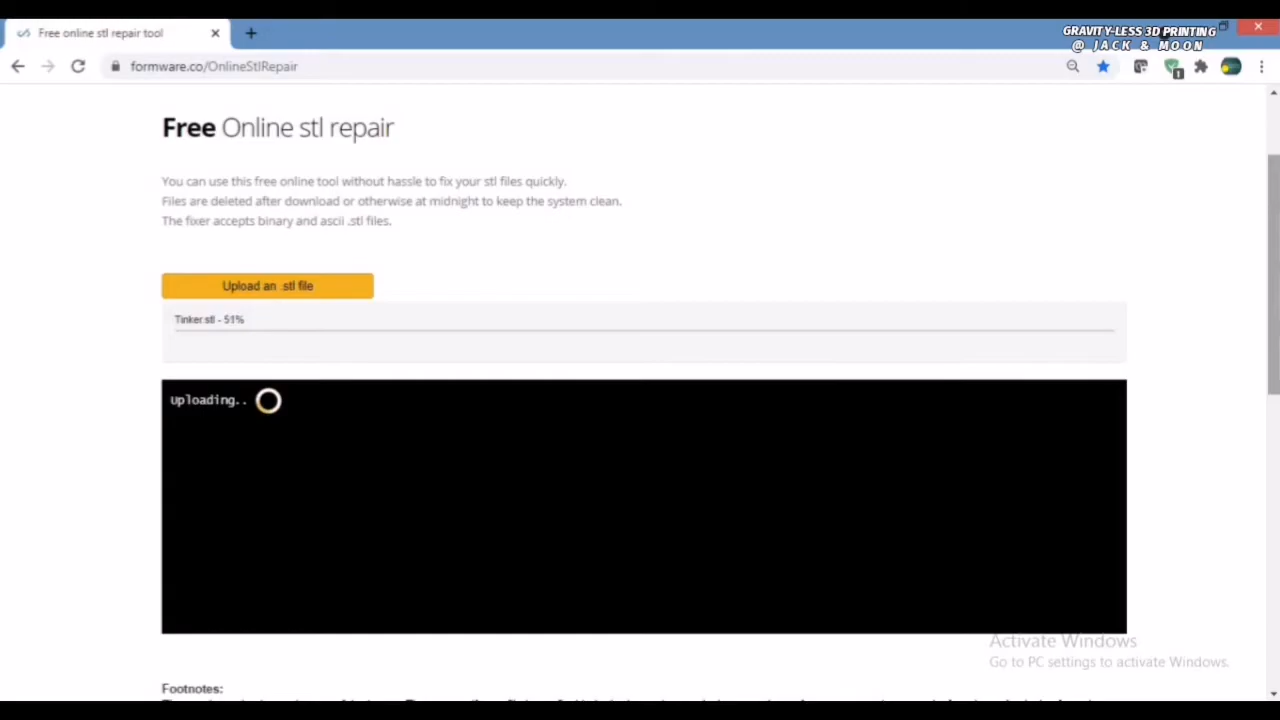 Free online stl repair tool
GRAVITY-LESS 3D PRINTING
@ JACK & MOON
formware.co/OnlineStlRepair
1
Free Online stl repair
You can use this free online tool without hassle to fix your stl files quickly.
Files are deleted after download or otherwise at midnight to keep the system clean.
The fixer accepts binary and ascii .stl files.
Upload an .stl file
Tinker.stl - 51%
Uploading..
Activate Windows
Go to PC settings to activate Windows.
Footnotes: